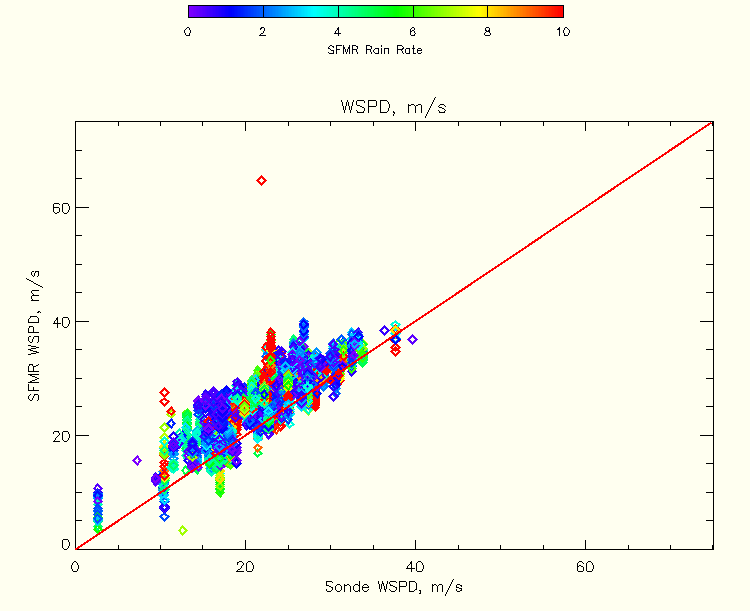 0 2 4 6 8 10
SFMR Rain Rate
WSPD, m/s
60
40
20
0
SFMR WSPD, m/s
0 20 40 60
Sonde WSPD, m/s